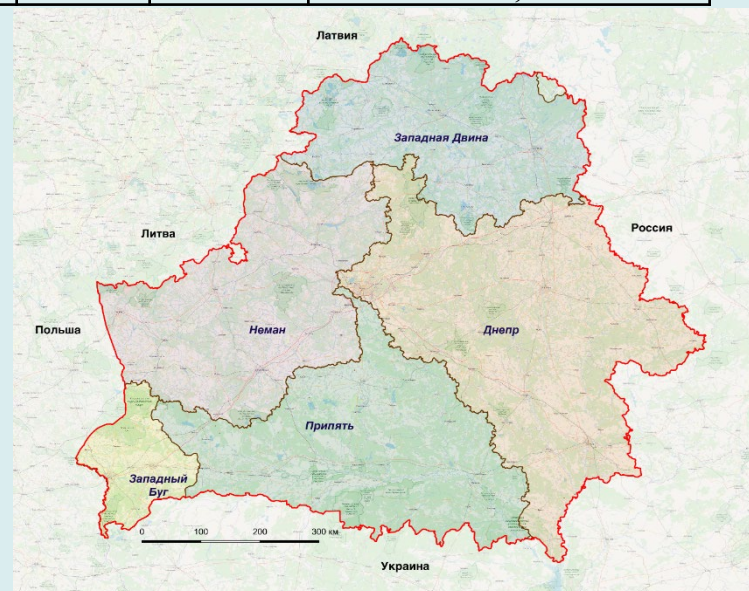 Латвия
Западная Двина
Литва
Россия
Польша
Неман
Днепр
Припять
Западный
Буг
0 100 200 300 км
Украина